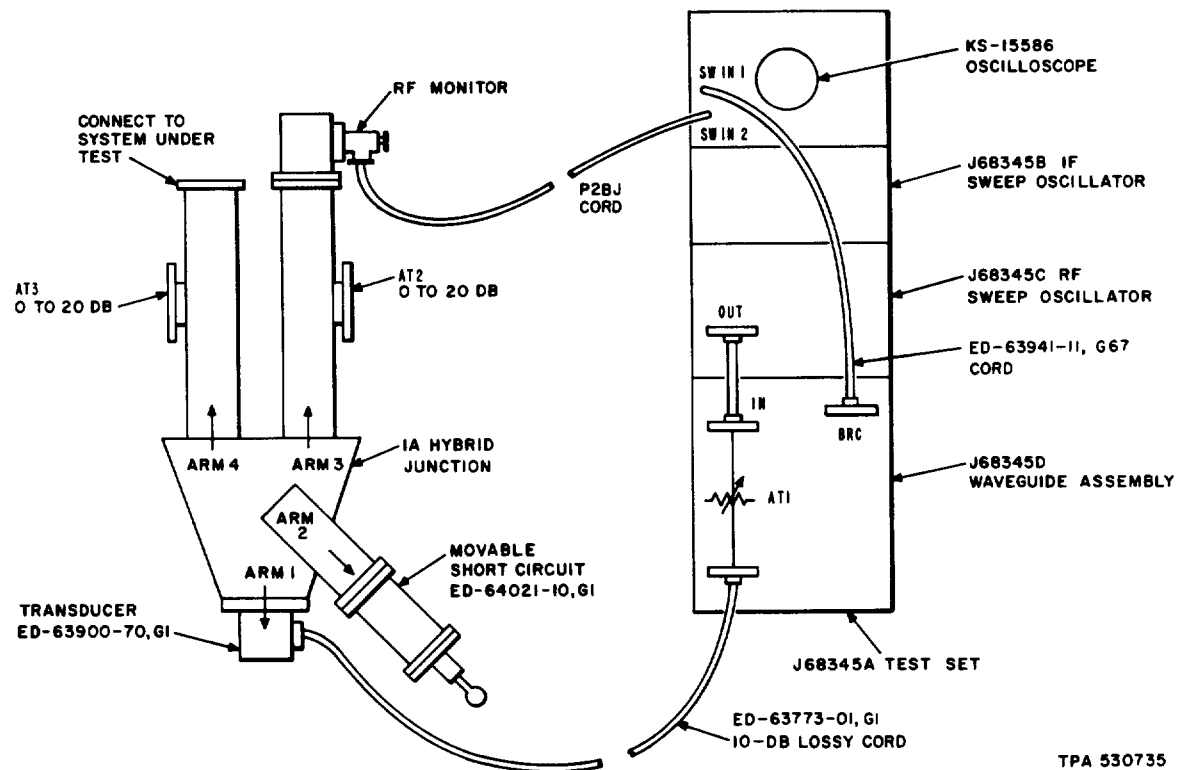 KS-15586
OSCILLOSCOPE
SW IN 1
SW IN 2
RF MONITOR
CONNECT TO
SYSTEM UNDER
TEST
P2BJ
CORD
J68345B IF
SWEEP OSCILLATOR
AT3
0 TO 20 DB
AT2
0 TO 20 DB
J68345C RF
SWEEP OSCILLATOR
OUT
ED-63941-11, G67
CORD
IN
BRC
ARM 4
ARM 3
1A HYBRID
JUNCTION
J68345D
WAVEGUIDE ASSEMBLY
AT1
ARM
2
MOVABLE
SHORT CIRCUIT
ED-64021-10, G1
ARM 1
TRANSDUCER
ED-63900-70, G1
J68345A TEST SET
ED-63773-01, G1
10-DB LOSSY CORD
TPA 530735